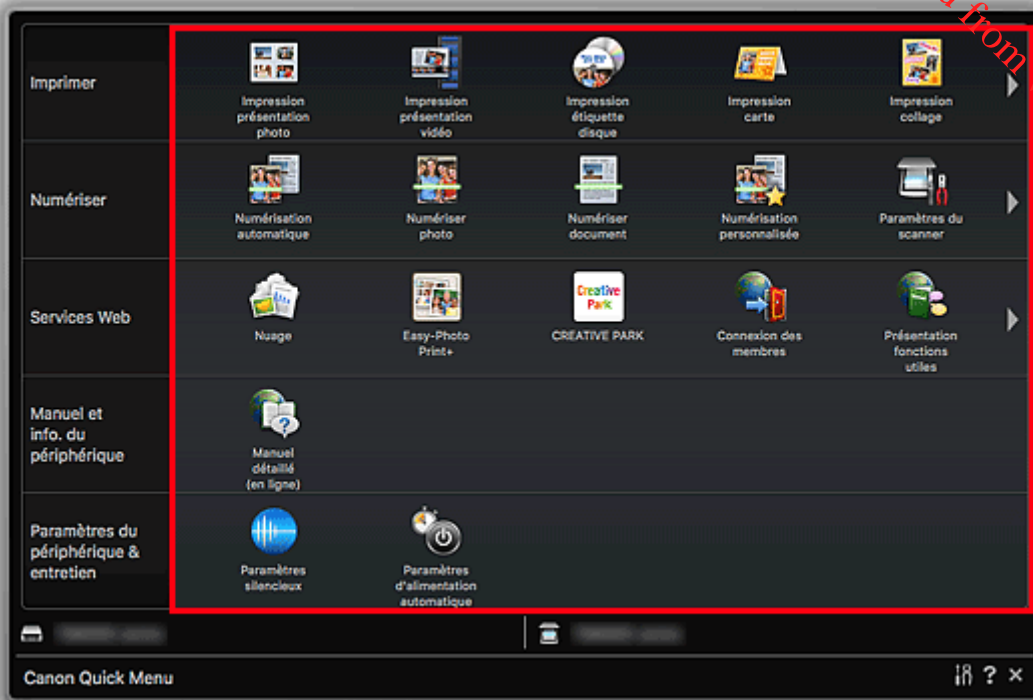 from
Imprimer
Impression
présentation
photo
Impression
présentation
vidéo
Impression
étiquette
disque
Impression
carte
Impression
collage
Numériser
Numérisation
automatique
Numériser
photo
Numériser
document
Numérisation
personnalisée
Paramètres du
scanner
Services Web
Nuage
Easy-Photo
Print+
Creative
Park
CREATIVE PARK
Connexion des
membres
Présentation
fonctions
utiles
Manuel et
info. du
périphérique
Manuel
détaillé
(en ligne)
Paramètres du
périphérique &
entretien
Paramètres
silencieux
Paramètres
d'alimentation
automatique
Canon Quick Menu
? ×